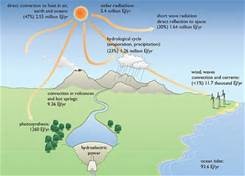 direct conversion to heat in air,
earth and oceans
(47%) 2.55 million EJ/yr
solar radiation
5.4 million EJ/yr
short wave radiation
direct reflection to space
(30%) 1.64 million EJ/yr
hydrological cycle
(evaporation, precipitation)
(23%) 1.26 million EJ/yr
wind, waves
convection and currents
(<1%) 11.7 thousand EJ/yr
convection in volcanoes
and hot springs
9.36 EJ/yr
photosynthesis
1260 EJ/yr
hydroelectric
power
ocean tides
93.6 EJ/yr